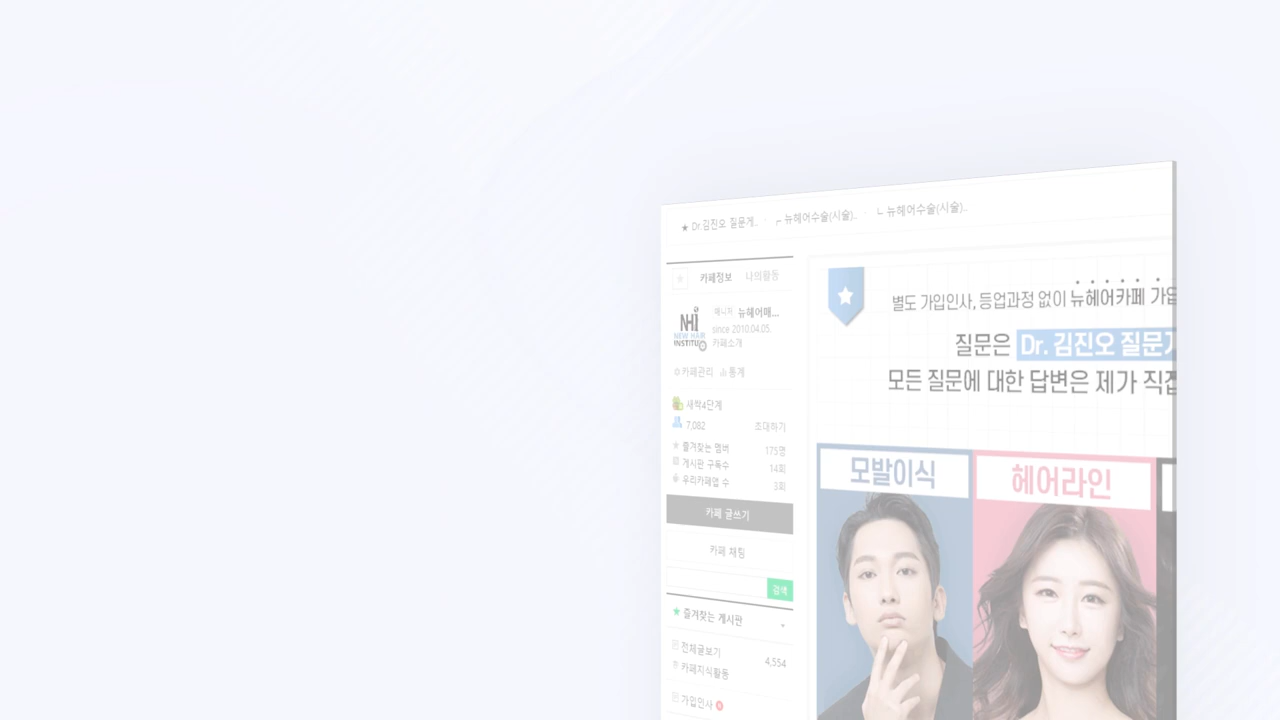 ★ Dr.김진오 질문게.. · ┌ 뉴헤어수술(시술).. · ㄴ 뉴헤어수술(시술)..
카페정보 나의활동
NHI
NEW HAIR
INSTITU
매니저 뉴헤어매...
since 2010.04.05.
카페소개
카페관리 통계
새싹4단계
7,082 초대하기
즐겨찾는 멤버 175명
게시판 구독수 14회
우리카페앱 수 3회
카페 글쓰기
카페 채팅
검색
★ 즐겨찾는 게시판
전체글보기 4,554
카페지식활동
가입인사
별도 가입인사, 등업과정 없이 뉴헤어카페 가입
질문은 Dr. 김진오 질문게
모든 질문에 대한 답변은 제가 직접
모발이식
헤어라인